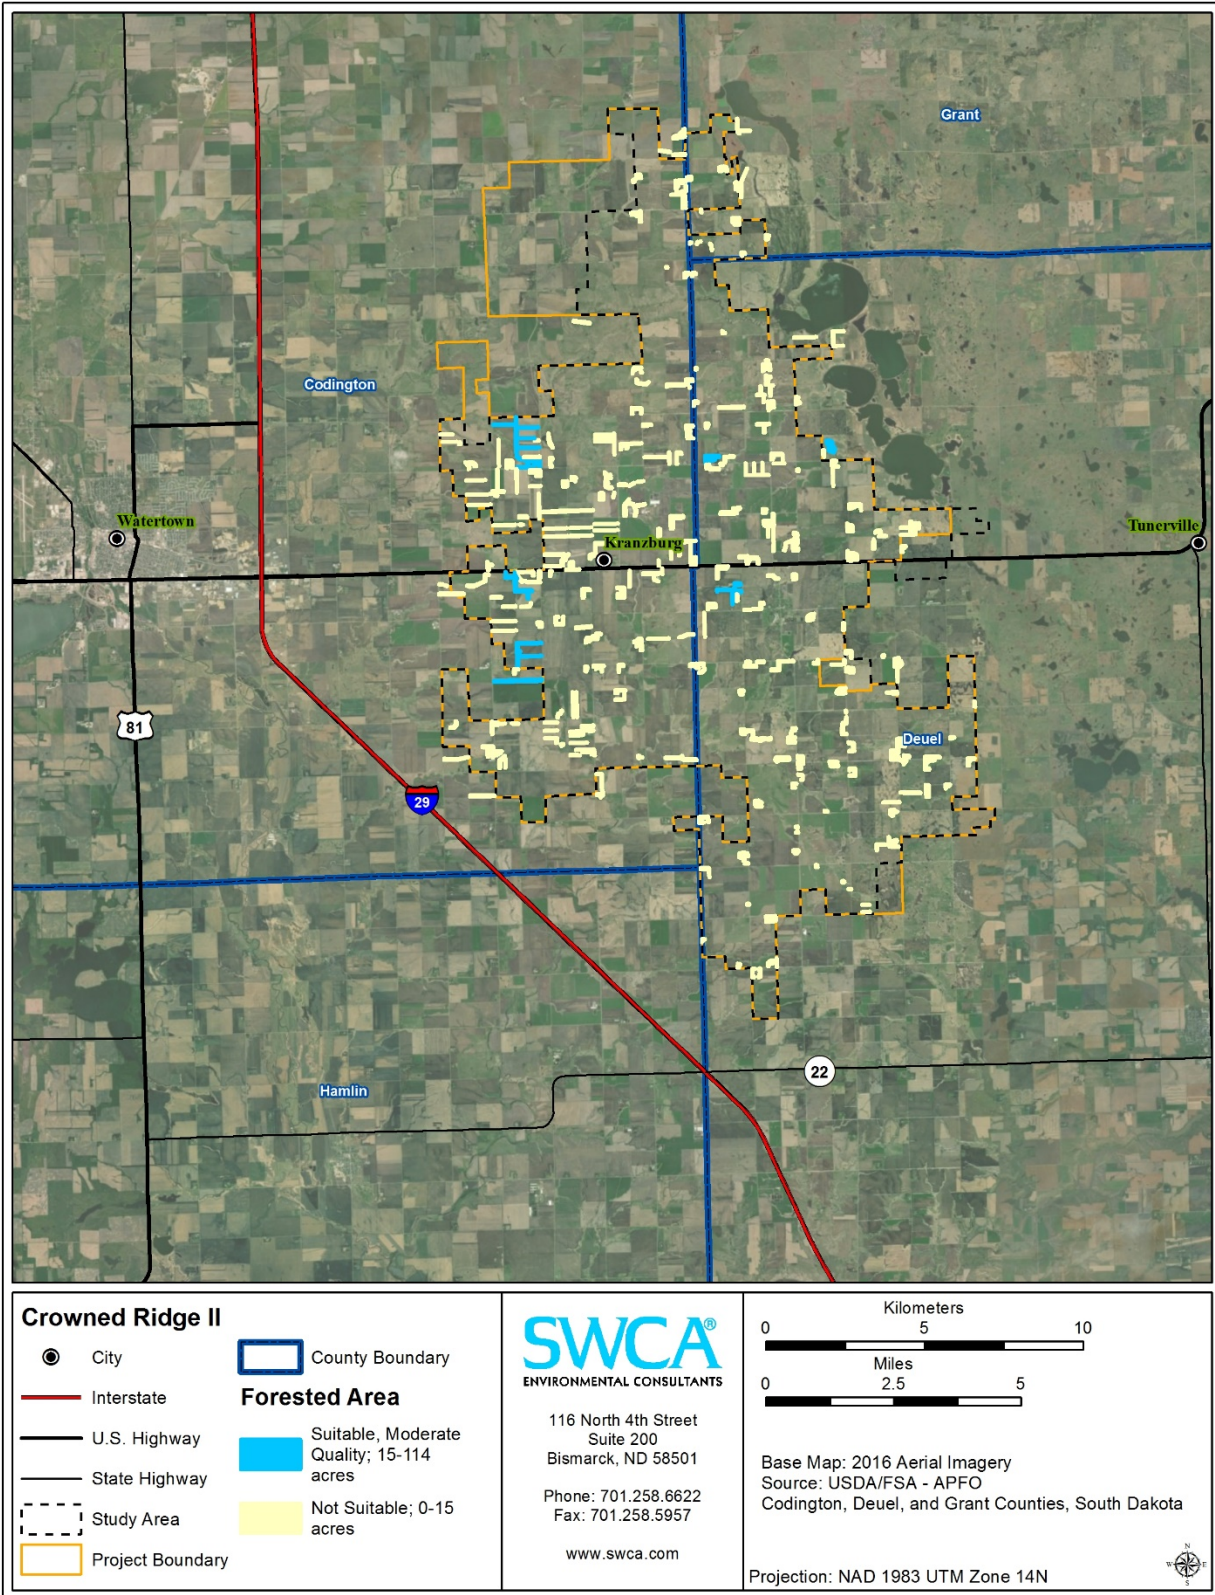 Grant
Codington
Watertown
Kranzburg
Tunerville
81
Deuel
29
22
Hamlin
Crowned Ridge II
City
Interstate
U.S. Highway
State Highway
Study Area
Project Boundary
County Boundary
Forested Area
Suitable, Moderate
Quality; 15-114
acres
Not Suitable; 0-15
acres
SWCA®
ENVIRONMENTAL CONSULTANTS
116 North 4th Street
Suite 200
Bismarck, ND 58501
Phone: 701.258.6622
Fax: 701.258.5957
www.swca.com
Kilometers
0 5 10
Miles
0 2.5 5
Base Map: 2016 Aerial Imagery
Source: USDA/FSA - APFO
Codington, Deuel, and Grant Counties, South Dakota
Projection: NAD 1983 UTM Zone 14N
N
W E
S